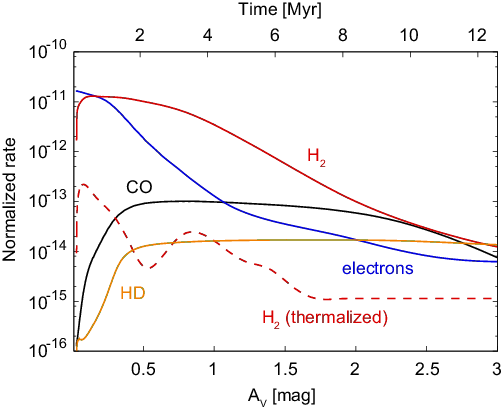 Time [Myr]
2 4 6 8 10 12
10^-10
10^-11
10^-12
10^-13
10^-14
10^-15
10^-16
Normalized rate
H₂
CO
electrons
HD
H₂ (thermalized)
0.5 1 1.5 2 2.5 3
A_V [mag]